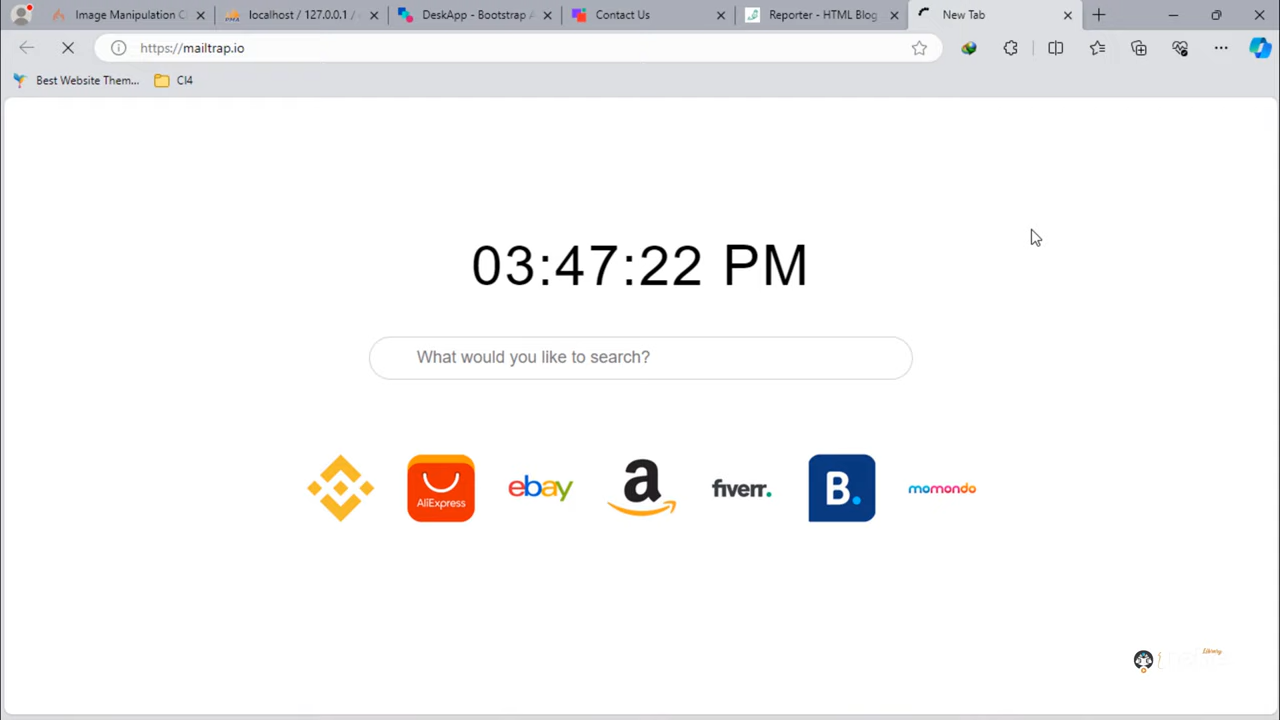 Image Manipulation C
localhost / 127.0.0.1 /
DeskApp - Bootstrap A
Contact Us
Reporter - HTML Blog
New Tab
https://mailtrap.io
Best Website Them...
CI4
03:47:22 PM
What would you like to search?
AliExpress
ebay
a
fiverr.
B.
momondo
Library